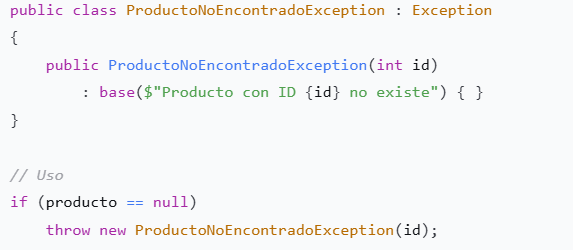 public class ProductoNoEncontradoException : Exception
{
    public ProductoNoEncontradoException(int id)
        : base($"Producto con ID {id} no existe") { }
}

// Uso
if (producto == null)
    throw new ProductoNoEncontradoException(id);